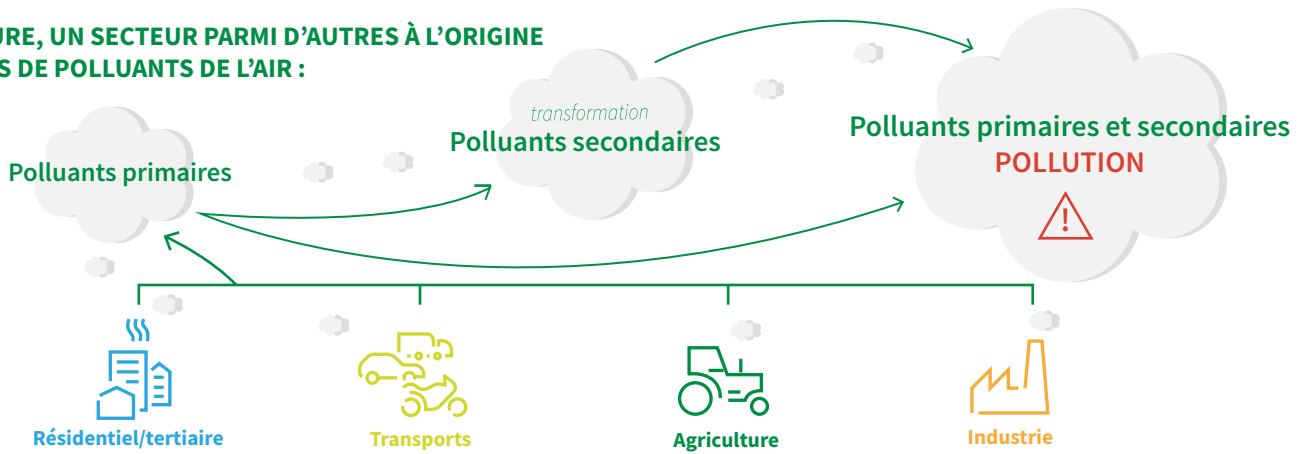 URE, UN SECTEUR PARMI D’AUTRES À L’ORIGINE
S DE POLLUANTS DE L’AIR :
transformation
Polluants secondaires
Polluants primaires et secondaires
POLLUTION
!
Polluants primaires
Résidentiel/tertiaire
Transports
Agriculture
Industrie